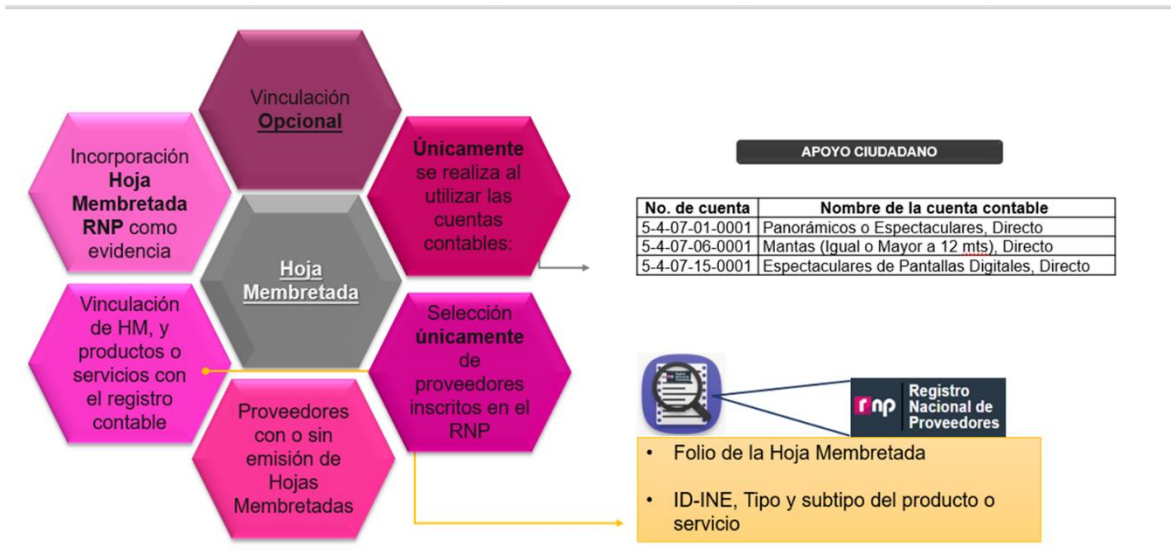 Vinculación
Opcional
Incorporación
Hoja
Membretada
RNP como
evidencia
Únicamente
se realiza al
utilizar las
cuentas
contables:
Hoja
Membretada
Vinculación
de HM, y
productos o
servicios con
el registro
contable
Selección
únicamente
de
proveedores
inscritos en el
RNP
Proveedores
con o sin
emisión de
Hojas
Membretadas
APOYO CIUDADANO
No. de cuenta Nombre de la cuenta contable
5-4-07-01-0001 Panorámicos o Espectaculares, Directo
5-4-07-06-0001 Mantas (Igual o Mayor a 12 mts), Directo
5-4-07-15-0001 Espectaculares de Pantallas Digitales, Directo
rnp
Registro
Nacional de
Proveedores
• Folio de la Hoja Membretada
• ID-INE, Tipo y subtipo del producto o
servicio